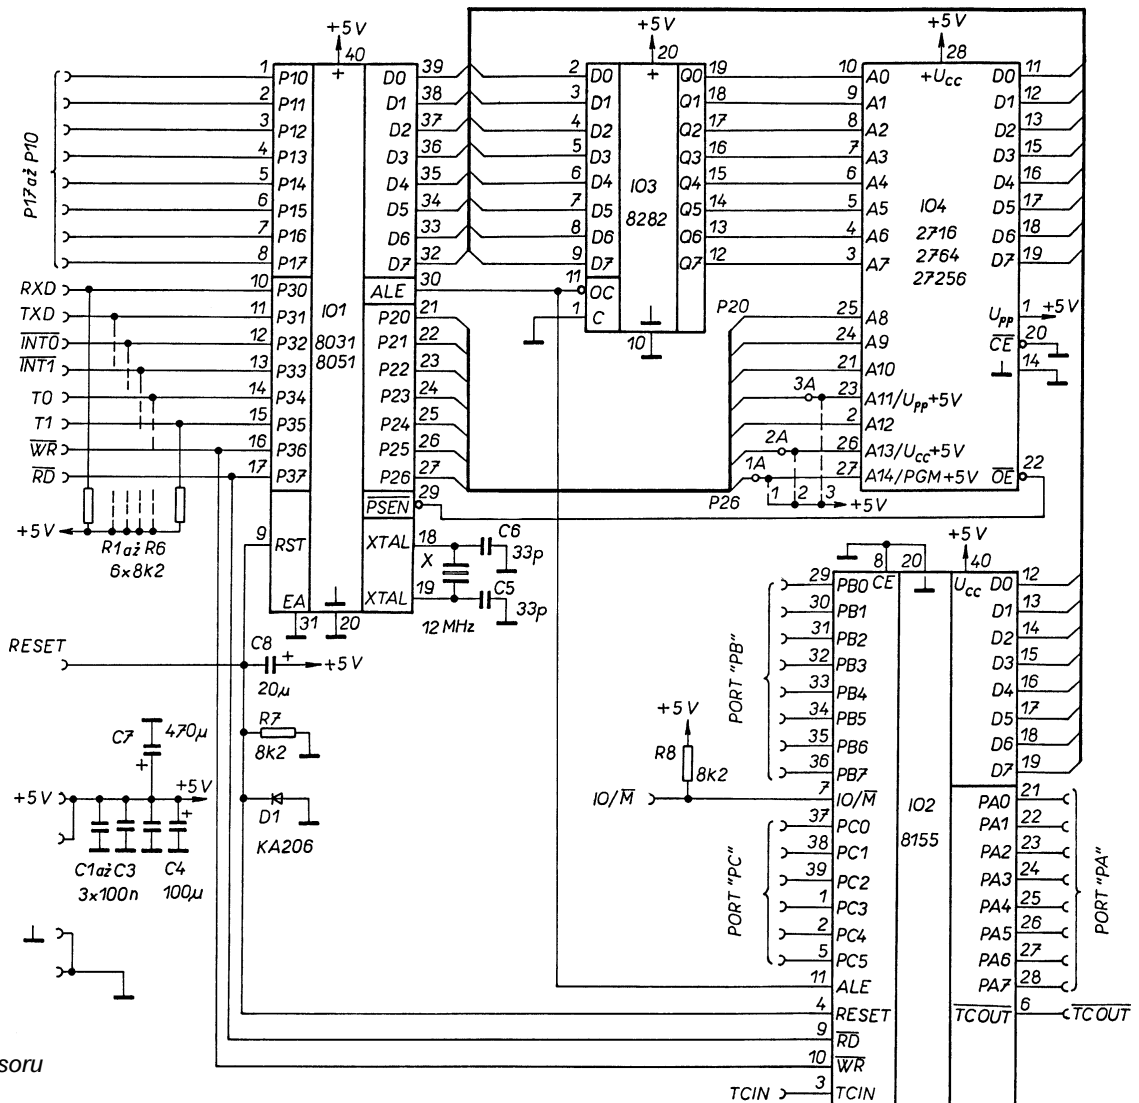 +5V
+5V
+5V
40
20
28
1 P10
2 P11
3 P12
4 P13
5 P14
6 P15
7 P16
8 P17
P17 až P10
+
D0 39
D1 38
D2 37
D3 36
D4 35
D5 34
D6 33
D7 32
ALE 30
RXD 10 P30
TXD 11 P31
INT0 12 P32
INT1 13 P33
T0 14 P34
T1 15 P35
WR 16 P36
RD 17 P37
IO1
8031
8051
P20 21
P21 22
P22 23
P23 24
P24 25
P25 26
P26 27
PSEN 29
XTAL 18
XTAL 19
9 RST
EA
31
20
X
12 MHz
C6
33p
C5
33p
+5V
R1 až R6
6x8k2
2 D0
3 D1
4 D2
5 D3
6 D4
7 D5
8 D6
9 D7
11 OC
1 C
+
IO3
8282
10
Q0 19
Q1 18
Q2 17
Q3 16
Q4 15
Q5 14
Q6 13
Q7 12
+Ucc
10 A0
9 A1
8 A2
7 A3
6 A4
5 A5
4 A6
3 A7
P20 25 A8
24 A9
21 A10
3A 23 A11/Upp+5V
2 A12
2A 26 A13/Ucc+5V
1A 27 A14/PGM+5V
P26
1 2 3 +5V
IO4
2716
2764
27256
D0 11
D1 12
D2 13
D3 15
D4 16
D5 17
D6 18
D7 19
Upp 1 +5V
CE 20
14
OE 22
RESET
C8 +
+5V
20µ
R7
8k2
D1
KA206
C7
470µ
+
+5V
+5V
+
C1 až C3
3x100n
C4
100µ
+5V
8 20 40
CE
Ucc
29 PB0
30 PB1
31 PB2
32 PB3
33 PB4
34 PB5
35 PB6
36 PB7
PORT "PB"
+5V
R8
8k2
IO/M 7 IO/M
37 PC0
38 PC1
39 PC2
1 PC3
2 PC4
5 PC5
PORT "PC"
11 ALE
4 RESET
9 RD
10 WR
TCIN 3 TCIN
IO2
8155
D0 12
D1 13
D2 14
D3 15
D4 16
D5 17
D6 18
D7 19
PA0 21
PA1 22
PA2 23
PA3 24
PA4 25
PA5 26
PA6 27
PA7 28
PORT "PA"
TCOUT 6 TCOUT
soru